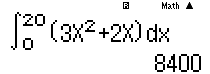 R Math ▲
∫₀²⁰(3X²+2X)dx
8400